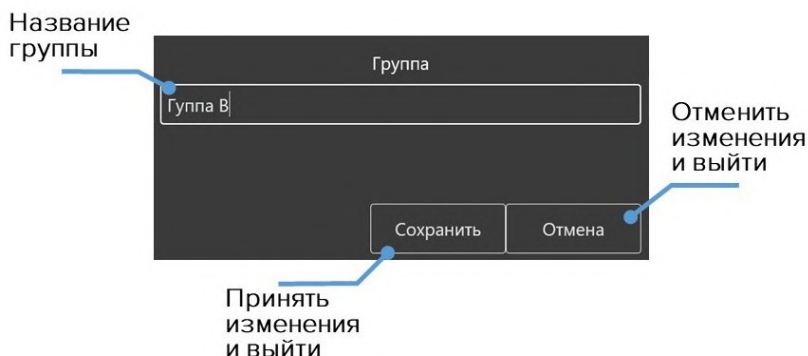 Название
группы
Группа
Гуппа В
Отменить
изменения
и выйти
Сохранить
Отмена
Принять
изменения
и выйти